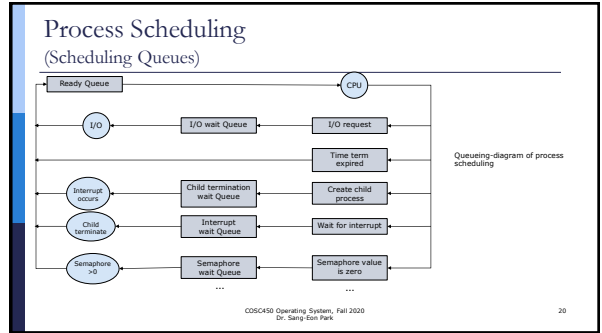 Process Scheduling
(Scheduling Queues)
Ready Queue
CPU
I/O
I/O wait Queue
I/O request
Time term
expired
Queueing-diagram of process
scheduling
Interrupt
occurs
Child termination
wait Queue
Create child
process
Child
terminate
Interrupt
wait Queue
Wait for interrupt
Semaphore
>0
Semaphore
wait Queue
Semaphore value
is zero
...
...
COSC450 Operating System, Fall 2020
Dr. Sang-Eon Park
20